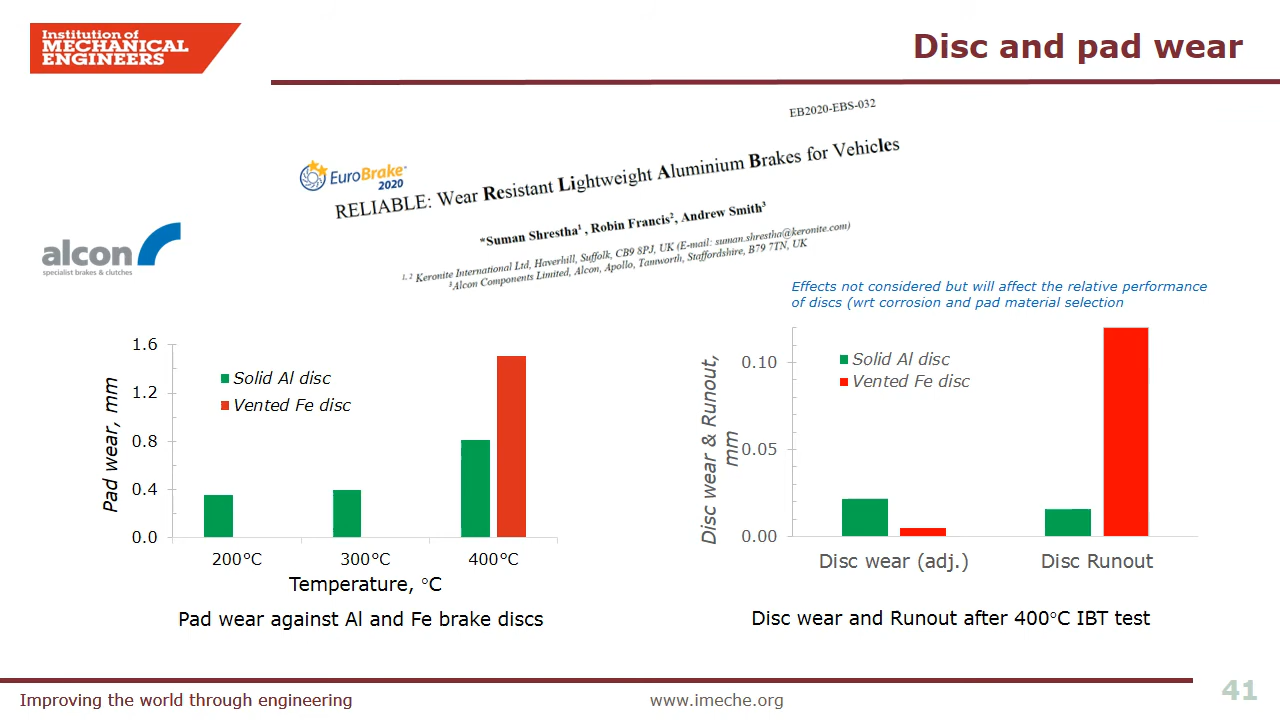 Institution of
MECHANICAL
ENGINEERS
Disc and pad wear
EB2020-EBS-032
EuroBrake
2020
RELIABLE: Wear Resistant Lightweight Aluminium Brakes for Vehicles
*Suman Shrestha1 , Robin Francis2, Andrew Smith3
1, 2 Keronite International Ltd, Haverhill, Suffolk, CB9 8PJ, UK (E-mail: suman.shrestha@keronite.com)
3Alcon Components Limited, Alcon, Apollo, Tamworth, Staffordshire, B79 7TN, UK
alcon
specialist brakes & clutches
Effects not considered but will affect the relative performance
of discs (wrt corrosion and pad material selection
Pad wear, mm
1.6
1.2
0.8
0.4
0.0
Solid Al disc
Vented Fe disc
200°C
300°C
400°C
Temperature, °C
Pad wear against Al and Fe brake discs
Disc wear & Runout,
mm
0.10
0.05
0.00
Solid Al disc
Vented Fe disc
Disc wear (adj.)
Disc Runout
Disc wear and Runout after 400°C IBT test
Improving the world through engineering
www.imeche.org
41